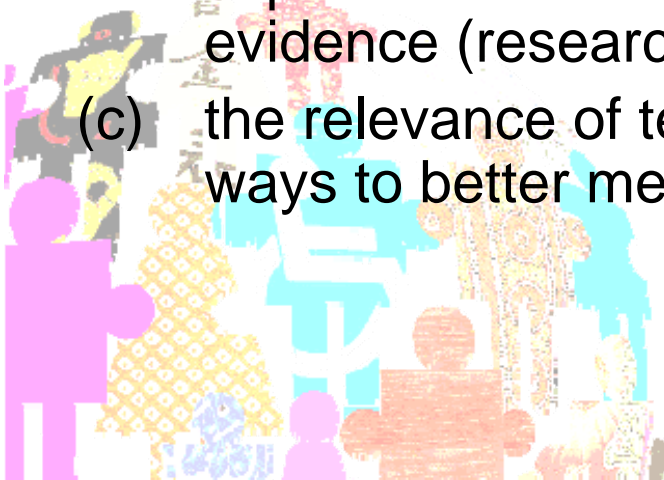 evidence (researc
(c) the relevance of te
ways to better me